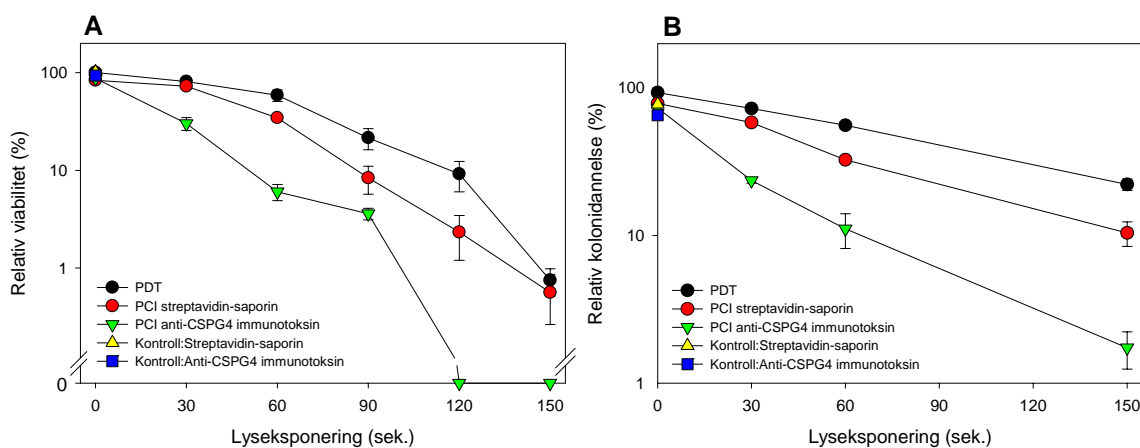 A
Relativ viabilitet (%)
100
10
1
0
PDT
PCI streptavidin-saporin
PCI anti-CSPG4 immunotoksin
Kontroll:Streptavidin-saporin
Kontroll:Anti-CSPG4 immunotoksin
0 30 60 90 120 150
Lyseksponering (sek.)
B
Relativ kolonidannelse (%)
100
10
1
PDT
PCI streptavidin-saporin
PCI anti-CSPG4 immunotoksin
Kontroll:Streptavidin-saporin
Kontroll:Anti-CSPG4 immunotoksin
0 30 60 90 120 150
Lyseksponering (sek.)